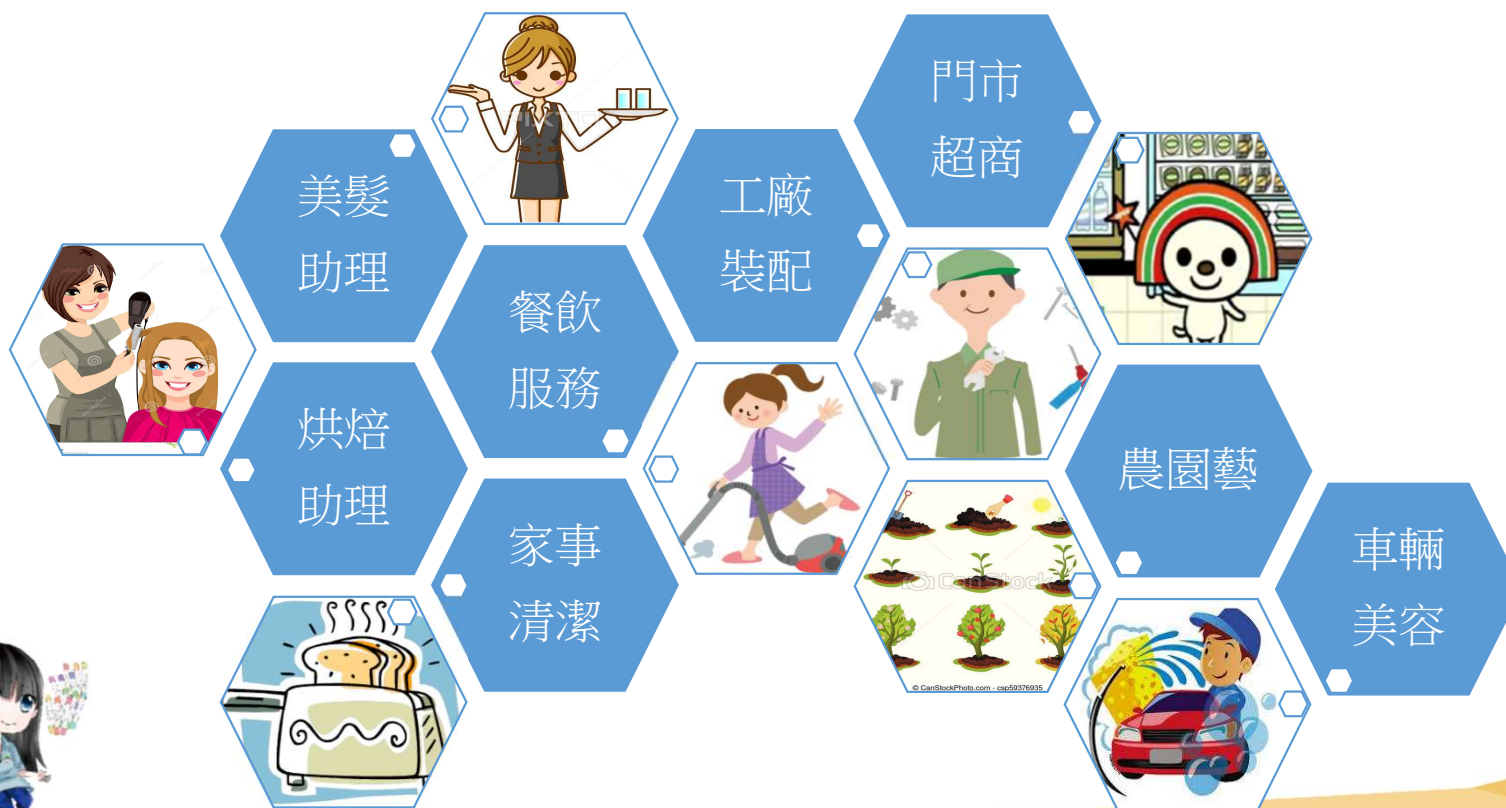 門市
超商
美髮
助理
工廠
裝配
餐飲
服務
烘焙
助理
農園藝
家事
清潔
車輛
美容
CanStock
© CanStockPhoto.com - csp59376935